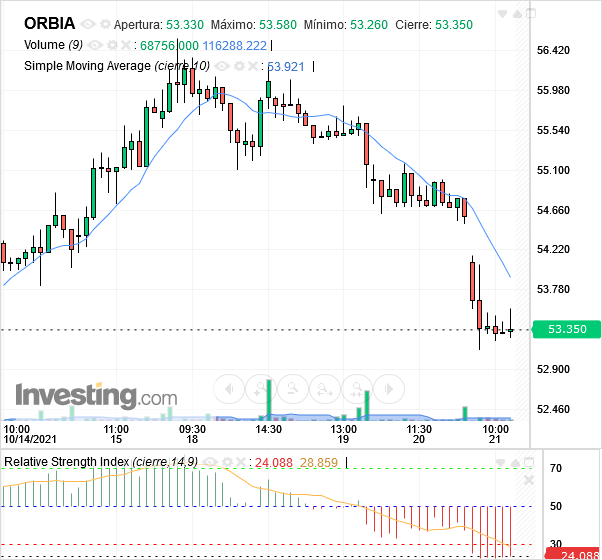 ORBIA Apertura: 53.330 Máximo: 53.580 Mínimo: 53.260 Cierre: 53.350
Volume (9) : 68756.000 116288.222
Simple Moving Average (cierre,10) : 53.921
56.420
55.980
55.540
55.100
54.660
54.220
53.780
53.350
52.900
52.460
Investing.com
10:00 11:00 09:30 14:30 10:00 11:30 10:00
10/14/2021 15 18 19 20 21
Relative Strength Index (cierre,14,9) : 24.088 28.859
70
50
30
24.088